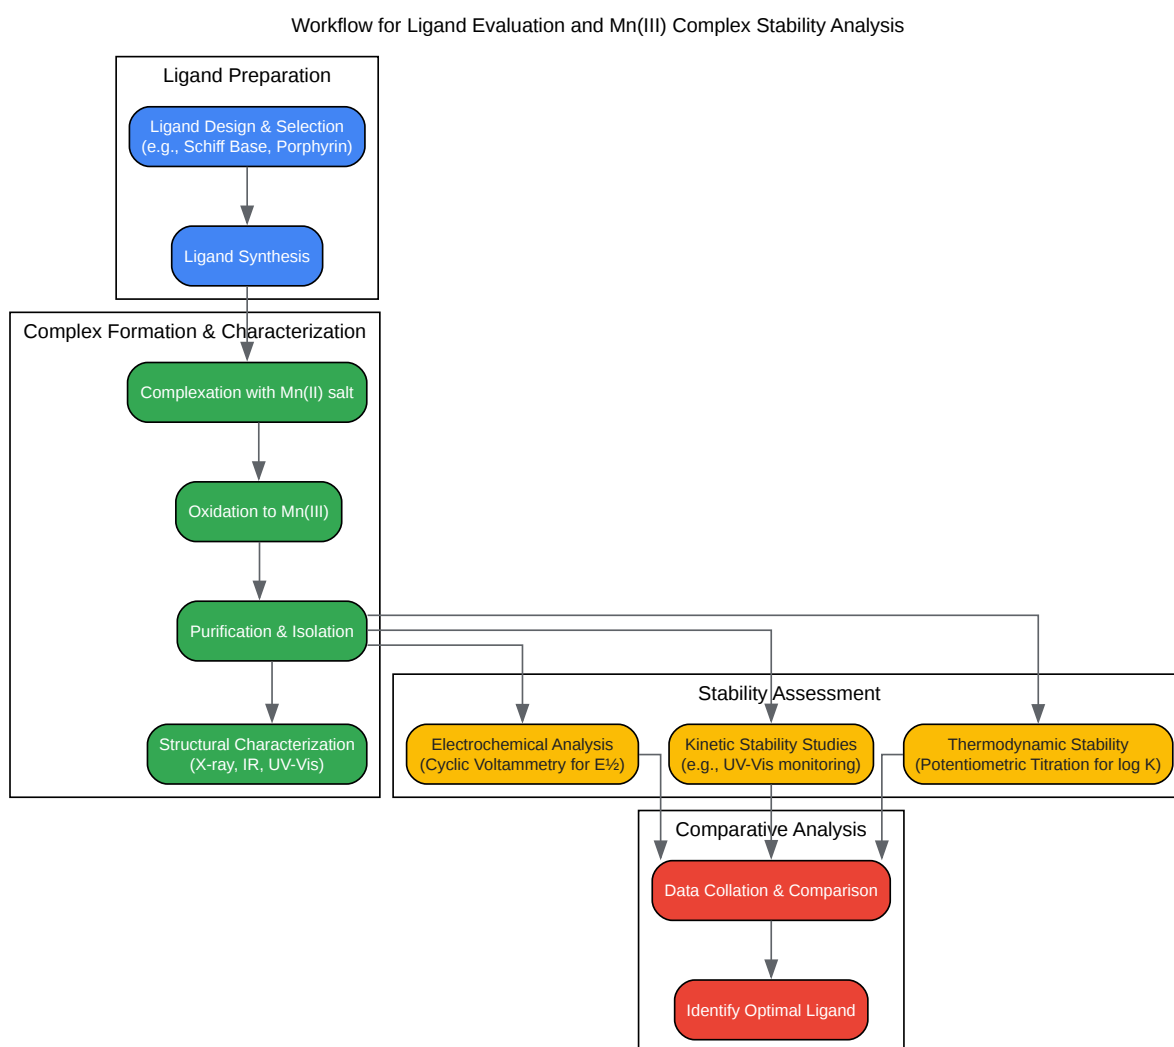 Workflow for Ligand Evaluation and Mn(III) Complex Stability Analysis
Ligand Preparation
Ligand Design & Selection
(e.g., Schiff Base, Porphyrin)
Ligand Synthesis
Complex Formation & Characterization
Complexation with Mn(II) salt
Oxidation to Mn(III)
Purification & Isolation
Structural Characterization
(X-ray, IR, UV-Vis)
Stability Assessment
Electrochemical Analysis
(Cyclic Voltammetry for E½)
Kinetic Stability Studies
(e.g., UV-Vis monitoring)
Thermodynamic Stability
(Potentiometric Titration for log K)
Comparative Analysis
Data Collation & Comparison
Identify Optimal Ligand